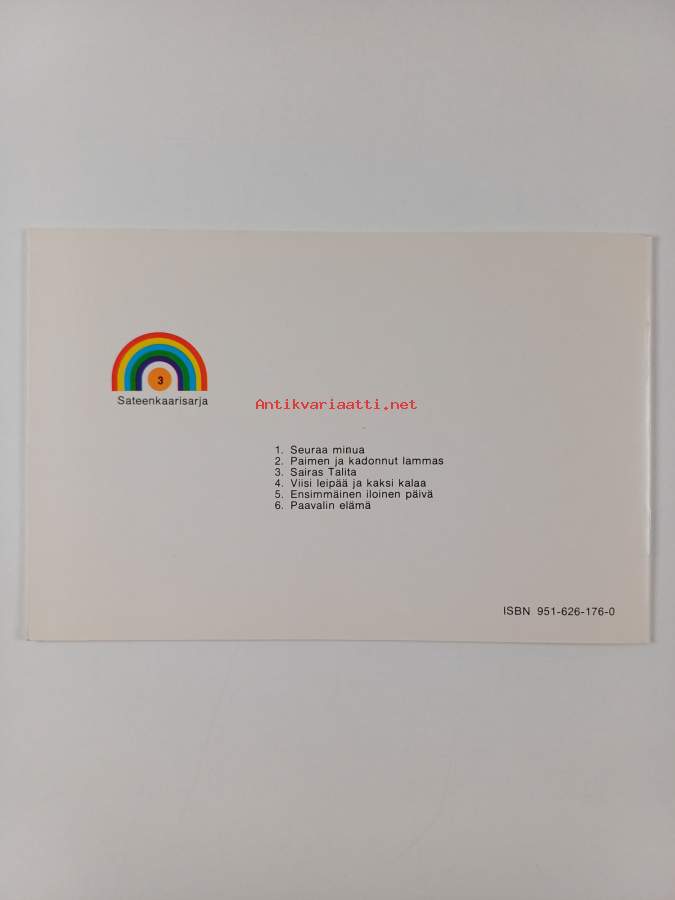 3
Sateenkaarisarja
Antikvariaatti.net
1. Seuraa minua
2. Paimen ja kadonnut lammas
3. Sairas Talita
4. Viisi leipää ja kaksi kalaa
5. Ensimmäinen iloinen päivä
6. Paavalin elämä
ISBN 951-626-176-0